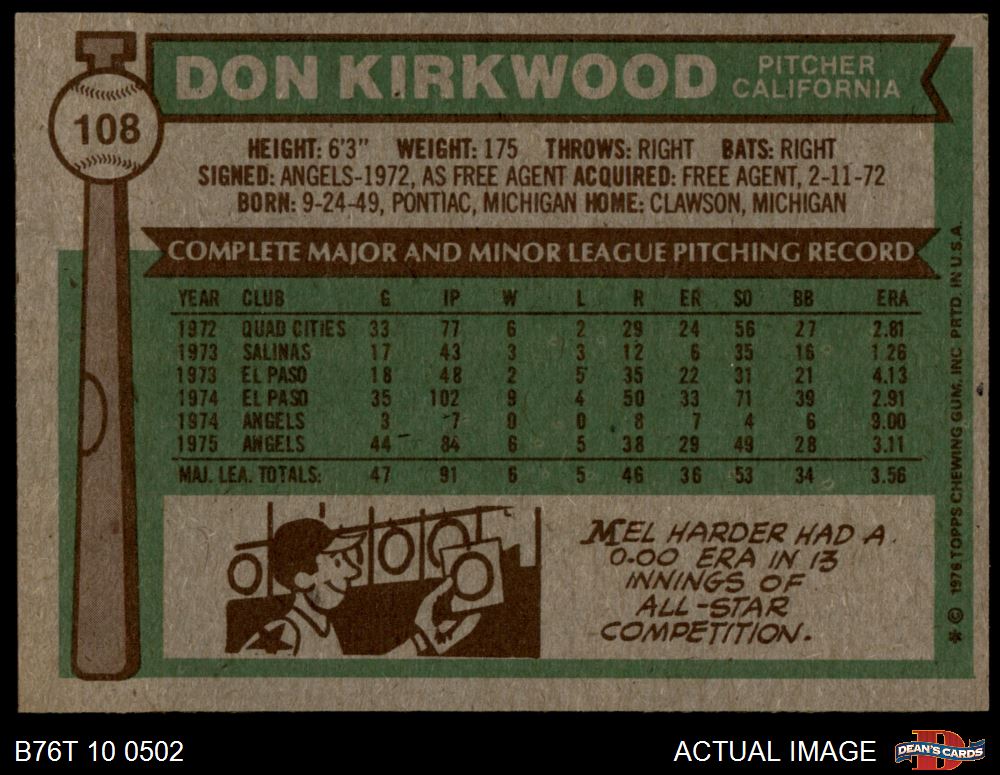 DON KIRKWOOD
PITCHER
CALIFORNIA
108
HEIGHT: 6'3" WEIGHT: 175 THROWS: RIGHT BATS: RIGHT
SIGNED: ANGELS-1972, AS FREE AGENT ACQUIRED: FREE AGENT, 2-11-72
BORN: 9-24-49, PONTIAC, MICHIGAN HOME: CLAWSON, MICHIGAN
COMPLETE MAJOR AND MINOR LEAGUE PITCHING RECORD
YEAR CLUB G IP W L R ER SO BB ERA
1972 QUAD CITIES 33 77 6 2 29 24 56 27 2.81
1973 SALINAS 17 43 3 3 12 6 35 16 1.26
1973 EL PASO 18 48 2 5 35 22 31 21 4.13
1974 EL PASO 35 102 9 4 50 33 71 39 2.91
1974 ANGELS 3 7 0 0 8 7 4 6 9.00
1975 ANGELS 44 84 6 5 38 29 49 28 3.11
MAJ. LEA. TOTALS: 47 91 6 5 46 36 53 34 3.56
MEL HARDER HAD A
0.00 ERA IN 13
INNINGS OF
ALL-STAR
COMPETITION.
* © 1976 TOPPS CHEWING GUM, INC. PRTD. IN U.S.A.
B76T 10 0502
ACTUAL IMAGE
D
DEAN'S CARDS